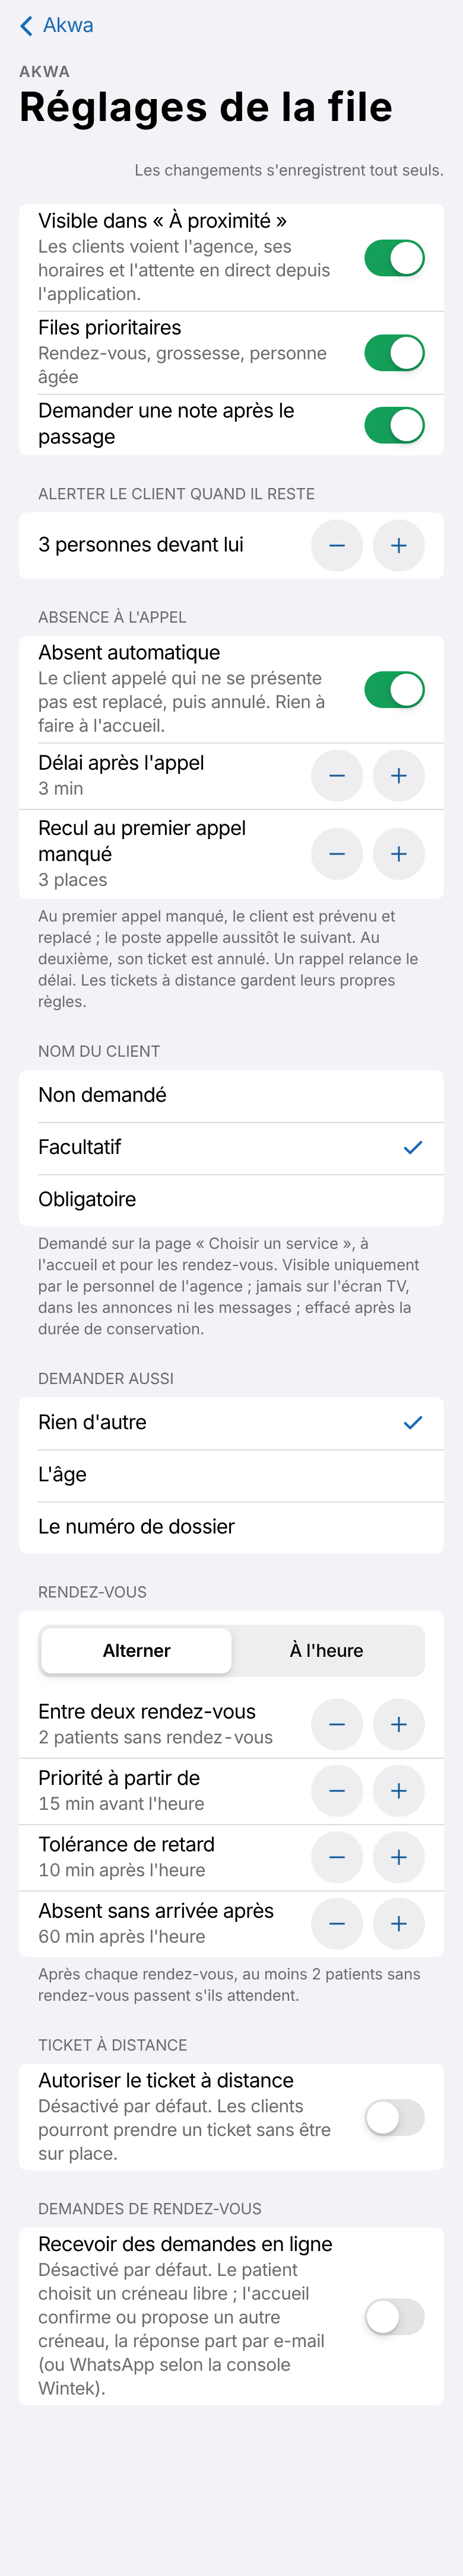 Akwa
AKWA
Réglages de la file
Les changements s'enregistrent tout seuls.
Visible dans « À proximité »
Les clients voient l'agence, ses
horaires et l'attente en direct depuis
l'application.
Files prioritaires
Rendez-vous, grossesse, personne
âgée
Demander une note après le
passage
ALERTER LE CLIENT QUAND IL RESTE
3 personnes devant lui
ABSENCE À L'APPEL
Absent automatique
Le client appelé qui ne se présente
pas est replacé, puis annulé. Rien à
faire à l'accueil.
Délai après l'appel
3 min
Recul au premier appel
manqué
3 places
Au premier appel manqué, le client est prévenu et
replacé ; le poste appelle aussitôt le suivant. Au
deuxième, son ticket est annulé. Un rappel relance le
délai. Les tickets à distance gardent leurs propres
règles.
NOM DU CLIENT
Non demandé
Facultatif
Obligatoire
Demandé sur la page « Choisir un service », à
l'accueil et pour les rendez-vous. Visible uniquement
par le personnel de l'agence ; jamais sur l'écran TV,
dans les annonces ni les messages ; effacé après la
durée de conservation.
DEMANDER AUSSI
Rien d'autre
L'âge
Le numéro de dossier
RENDEZ-VOUS
Alterner À l'heure
Entre deux rendez-vous
2 patients sans rendez-vous
Priorité à partir de
15 min avant l'heure
Tolérance de retard
10 min après l'heure
Absent sans arrivée après
60 min après l'heure
Après chaque rendez-vous, au moins 2 patients sans
rendez-vous passent s'ils attendent.
TICKET À DISTANCE
Autoriser le ticket à distance
Désactivé par défaut. Les clients
pourront prendre un ticket sans être
sur place.
DEMANDES DE RENDEZ-VOUS
Recevoir des demandes en ligne
Désactivé par défaut. Le patient
choisit un créneau libre ; l'accueil
confirme ou propose un autre
créneau, la réponse part par e-mail
(ou WhatsApp selon la console
Wintek).